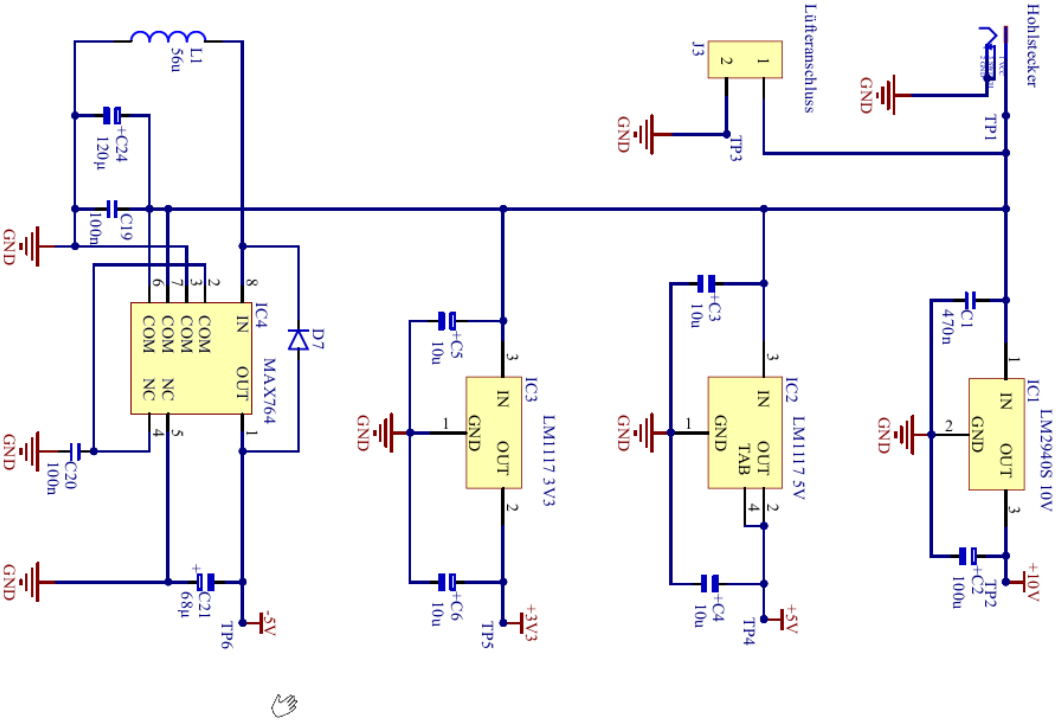 Hohlstecker
TP1
GND
Lüfteranschluss
J3
1
2
TP3
GND
IC1
LM2940S 10V
IN
GND
OUT
1
2
3
C1
470n
+C2
100u
GND
TP2
+10V
IC2
LM1117 5V
IN
GND
OUT
TAB
3
1
2
4
+C3
10u
+C4
10u
GND
TP4
+5V
IC3
LM1117 3V3
IN
GND
OUT
3
1
2
+C5
10u
+C6
10u
GND
TP5
+3V3
L1
56u
+C24
120µ
C19
100n
GND
IC4
MAX764
8
2
3
7
6
IN
COM
COM
COM
COM
OUT
NC
NC
1
5
4
D7
C20
100n
GND
+C21
68µ
GND
TP6
-5V